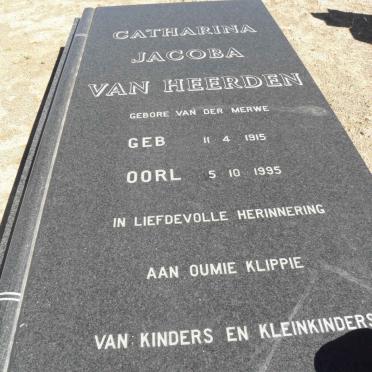 CATHARINA
JACOBA
VAN HEERDEN
GEBORE VAN DER MERWE
GEB 11 4 1915
OORL 5 10 1995
IN LIEFDEVOLLE HERINNERING
AAN OUMIE KLIPPIE
VAN KINDERS EN KLEINKINDERS